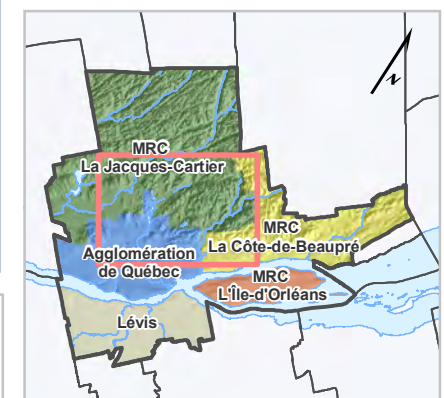 N
MRC
La Jacques-Cartier
MRC
La Côte-de-Beaupré
Agglomération
de Québec
MRC
L'Île-d'Orléans
Lévis